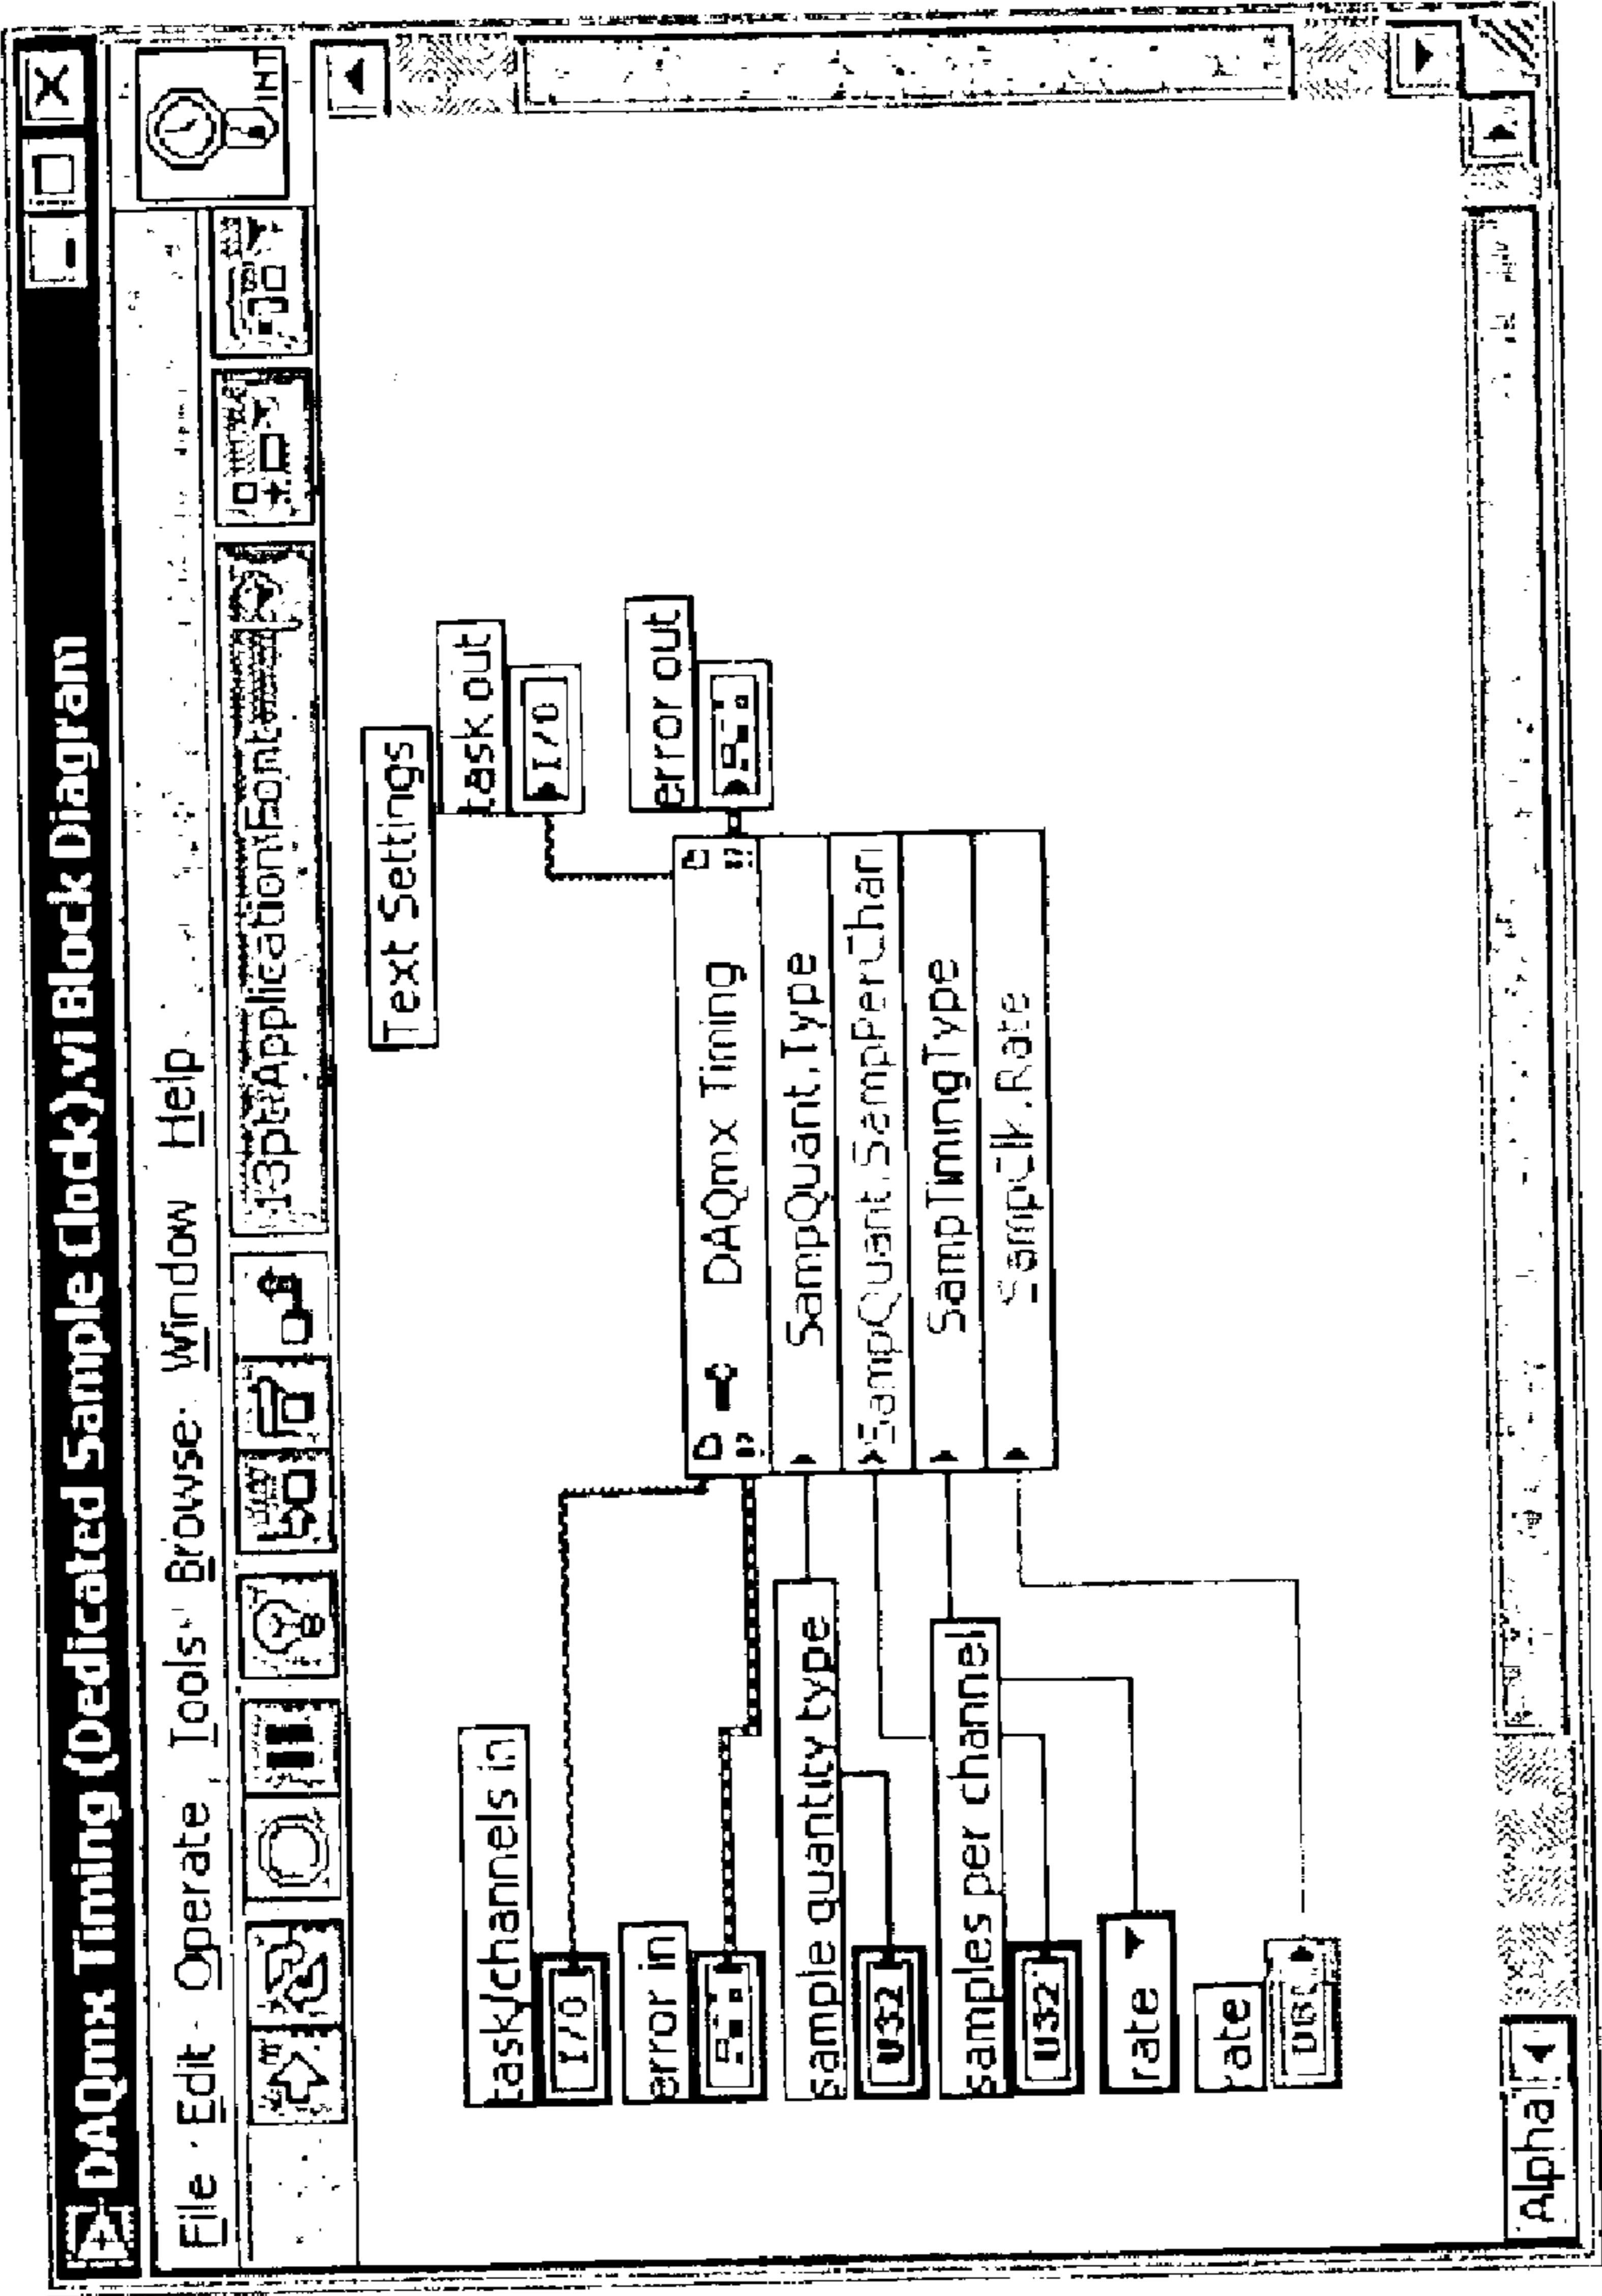 DAQmx Timing (Dedicated Sample Clock).vi Block Diagram
File Edit Operate Tools Browse Window Help
13pt Application Font
Text Settings
task/channels in
I/O
task out
I/O
error in
error out
DAQmx Timing
sample quantity type
U32
SampQuant.Type
SampQuant.SampPerChan
samples per channel
U32
SampTimingType
SampClk.Rate
rate
rate
DBL
Alpha